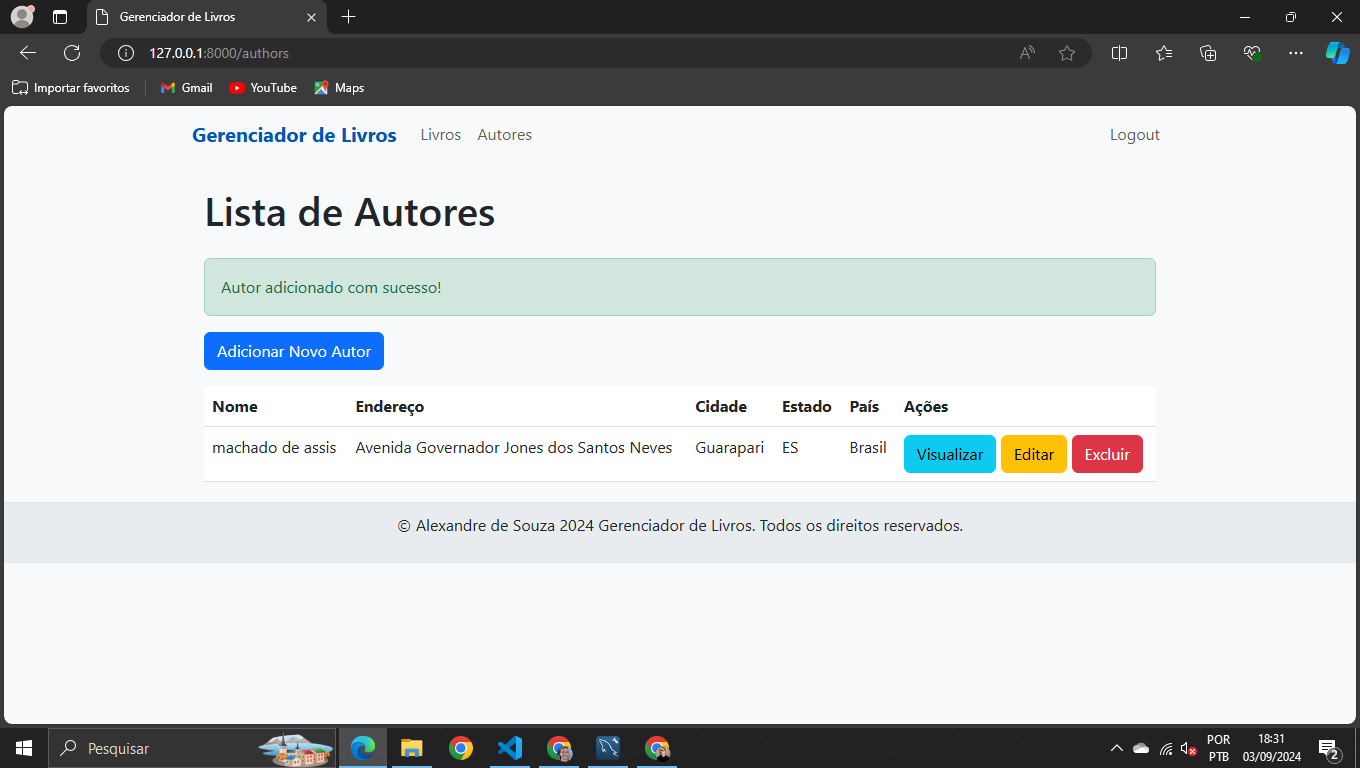 Gerenciador de Livros
127.0.0.1:8000/authors
Importar favoritos Gmail YouTube Maps
Gerenciador de Livros Livros Autores Logout
Lista de Autores
Autor adicionado com sucesso!
Adicionar Novo Autor
Nome Endereço Cidade Estado País Ações
machado de assis Avenida Governador Jones dos Santos Neves Guarapari ES Brasil Visualizar Editar Excluir
© Alexandre de Souza 2024 Gerenciador de Livros. Todos os direitos reservados.
Pesquisar
POR
PTB
18:31
03/09/2024
2